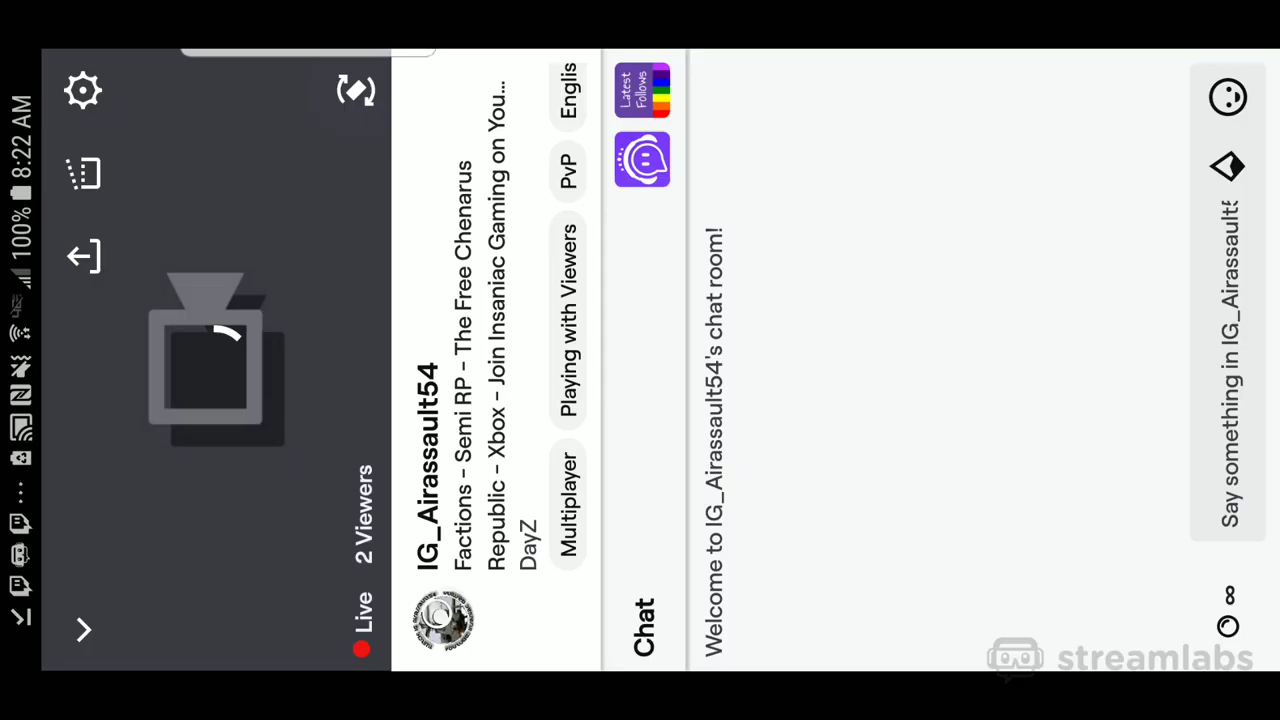 100% 8:22 AM
Live 2 Viewers
IG_Airassault54
Factions - Semi RP - The Free Chenarus
Republic - Xbox - Join Insaniac Gaming on You...
DayZ
Multiplayer Playing with Viewers PvP Englis
Chat
Latest
Follows
Welcome to IG_Airassault54's chat room!
Say something in IG_Airassault5
streamlabs